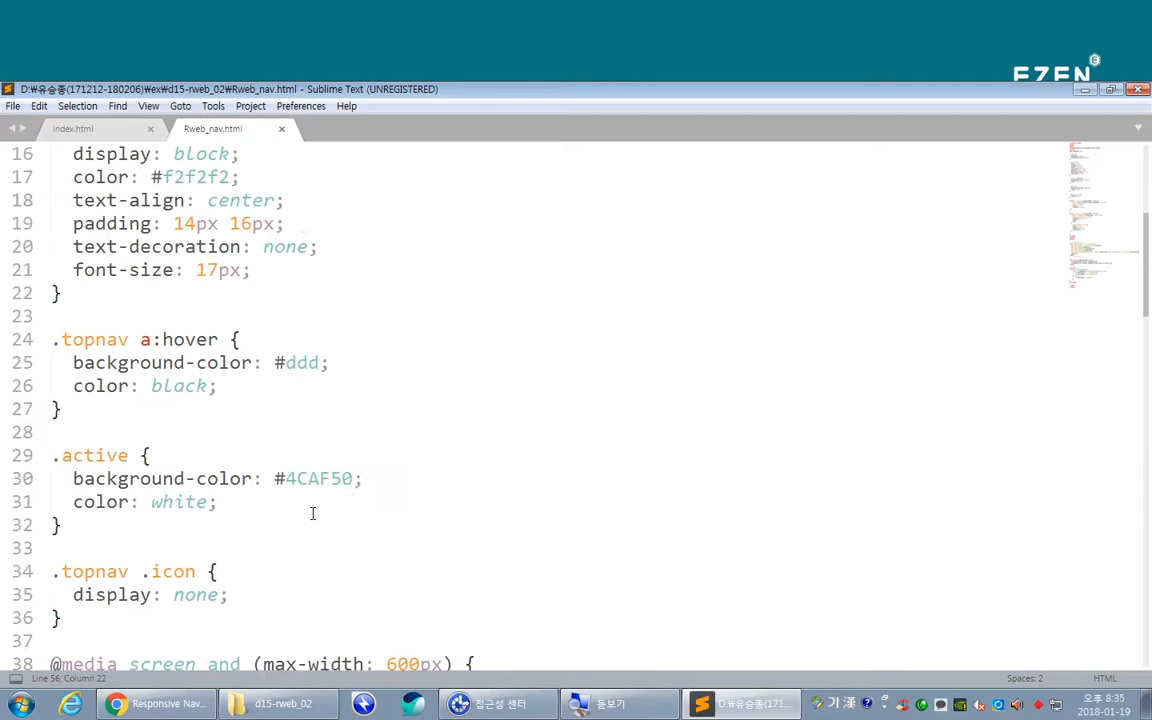 EZEN
D:₩유승종(171212-180206)₩ex₩d15-rweb_02₩Rweb_nav.html - Sublime Text (UNREGISTERED)
File Edit Selection Find View Goto Tools Project Preferences Help
index.html Rweb_nav.html
16 display: block;
17 color: #f2f2f2;
18 text-align: center;
19 padding: 14px 16px;
20 text-decoration: none;
21 font-size: 17px;
22 }
23
24 .topnav a:hover {
25 background-color: #ddd;
26 color: black;
27 }
28
29 .active {
30 background-color: #4CAF50;
31 color: white;
32 }
33
34 .topnav .icon {
35 display: none;
36 }
37
38 @media screen and (max-width: 600px) {
Line 56, Column 22 Spaces: 2 HTML
Responsive Nav... d15-rweb_02 접근성 센터 돋보기 D:₩유승종(171... 가 漢 오후 8:35
2018-01-19